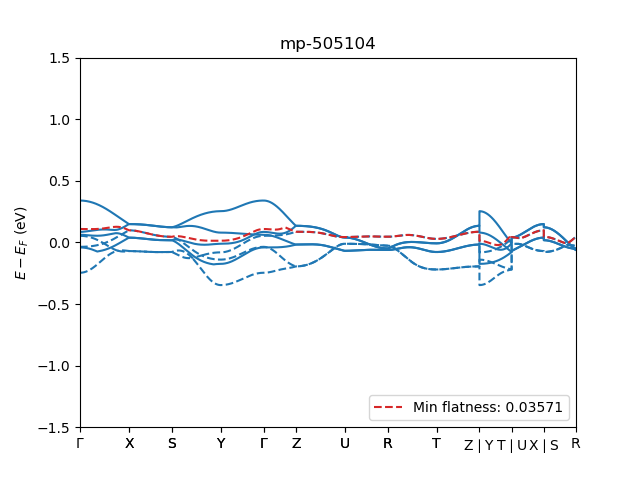 mp-505104
1.5
1.0
0.5
0.0
−0.5
−1.0
−1.5
E − E_F (eV)
Min flatness: 0.03571
Γ X S Y Γ Z U R T Z | Y T | U X | S R